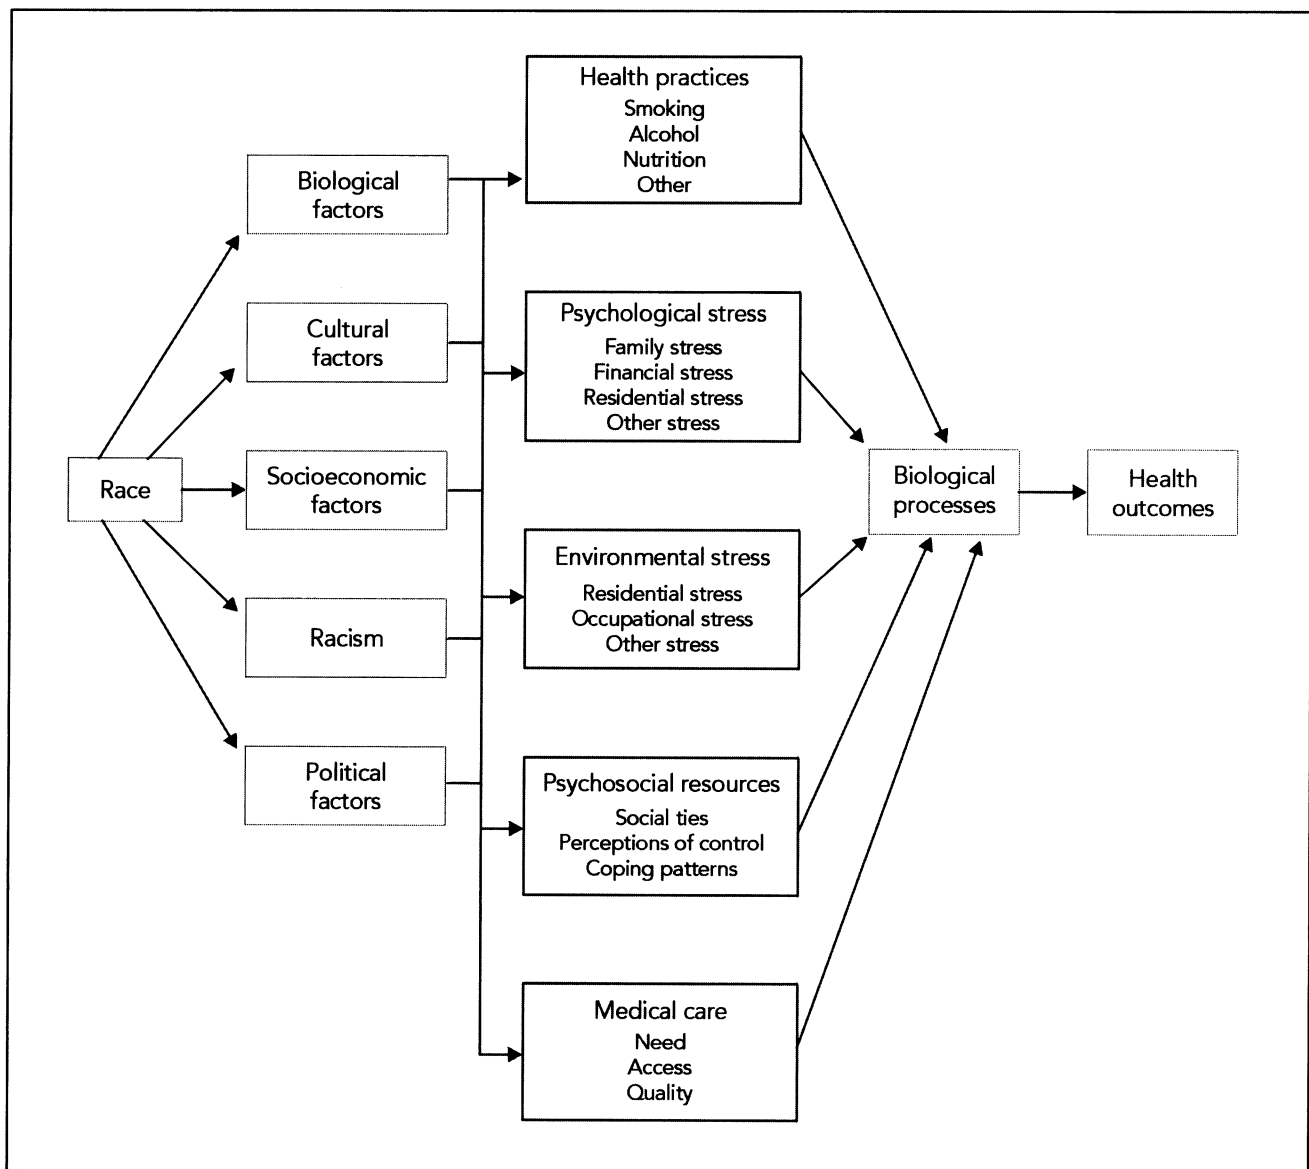 Race
Biological
factors
Cultural
factors
Socioeconomic
factors
Racism
Political
factors
Health practices
Smoking
Alcohol
Nutrition
Other
Psychological stress
Family stress
Financial stress
Residential stress
Other stress
Environmental stress
Residential stress
Occupational stress
Other stress
Psychosocial resources
Social ties
Perceptions of control
Coping patterns
Medical care
Need
Access
Quality
Biological
processes
Health
outcomes